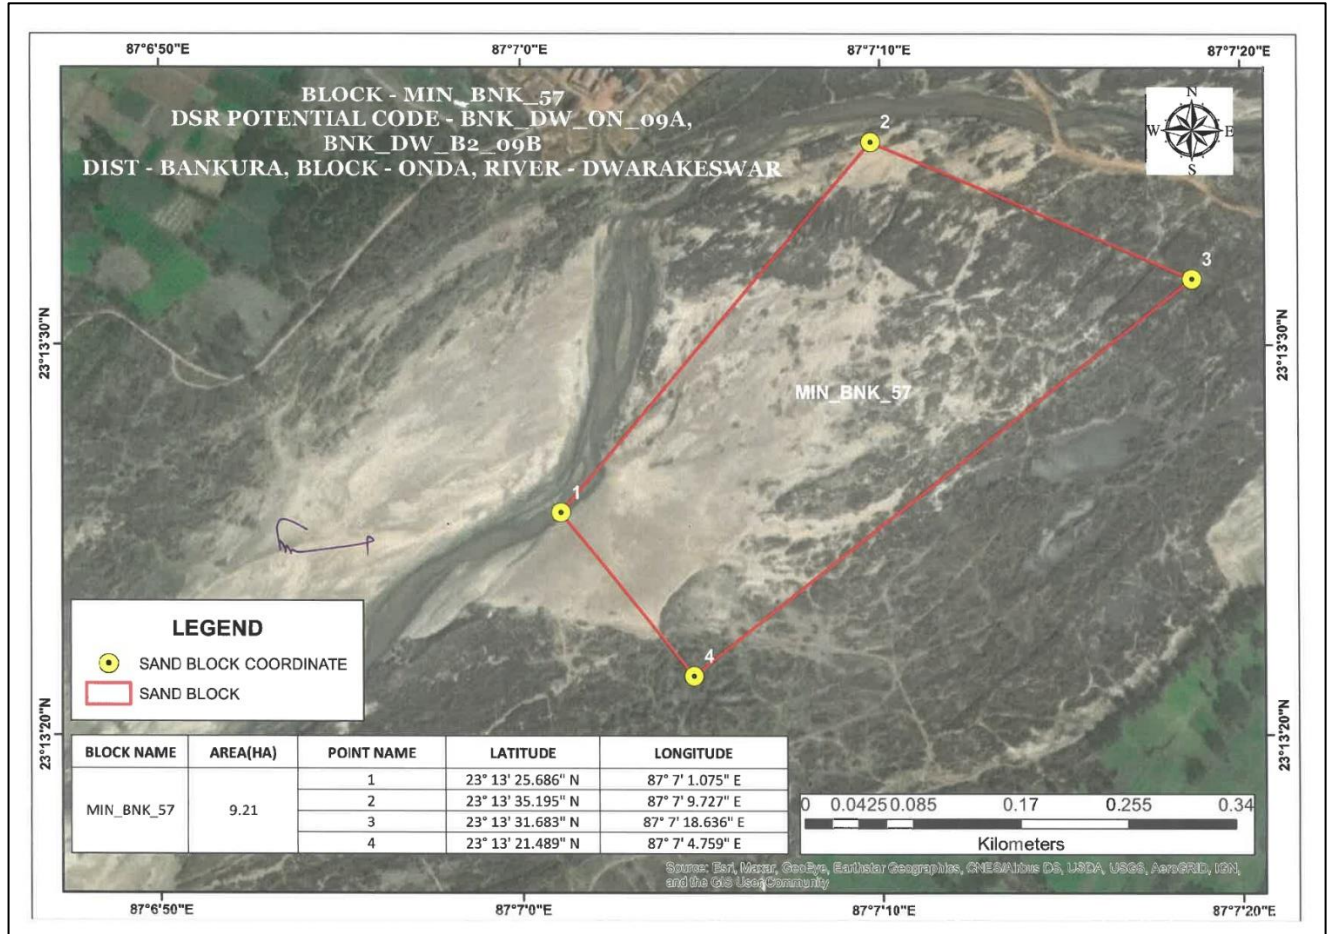 87°6'50"E 87°7'0"E 87°7'10"E 87°7'20"E
BLOCK - MIN_BNK_57
DSR POTENTIAL CODE - BNK_DW_ON_09A,
BNK_DW_B2_09B
DIST - BANKURA, BLOCK - ONDA, RIVER - DWARAKESWAR
N
W E
S
2
3
23°13'30"N
23°13'30"N
MIN_BNK_57
1
4
LEGEND
SAND BLOCK COORDINATE
SAND BLOCK
23°13'20"N
23°13'20"N
BLOCK NAME AREA(HA) POINT NAME LATITUDE LONGITUDE
MIN_BNK_57 9.21
1 23° 13' 25.686" N 87° 7' 1.075" E
2 23° 13' 35.195" N 87° 7' 9.727" E
3 23° 13' 31.683" N 87° 7' 18.636" E
4 23° 13' 21.489" N 87° 7' 4.759" E
0 0.0425 0.085 0.17 0.255 0.34
Kilometers
Source: Esri, Maxar, GeoEye, Earthstar Geographics, CNES/Airbus DS, USDA, USGS, AeroGRID, IGN,
and the GIS User Community
87°6'50"E 87°7'0"E 87°7'10"E 87°7'20"E